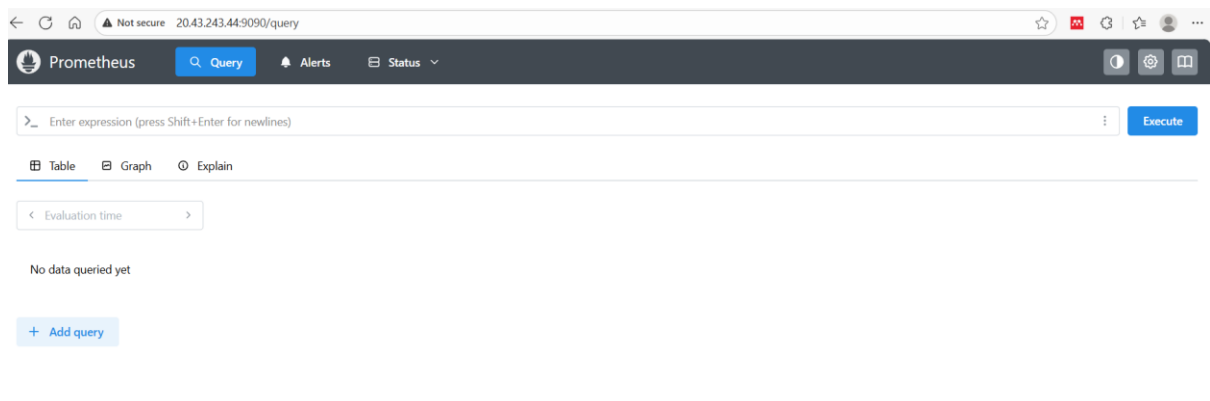 Not secure 20.43.243.44:9090/query
Prometheus Query Alerts Status
>_ Enter expression (press Shift+Enter for newlines) Execute
Table Graph Explain
< Evaluation time >
No data queried yet
+ Add query